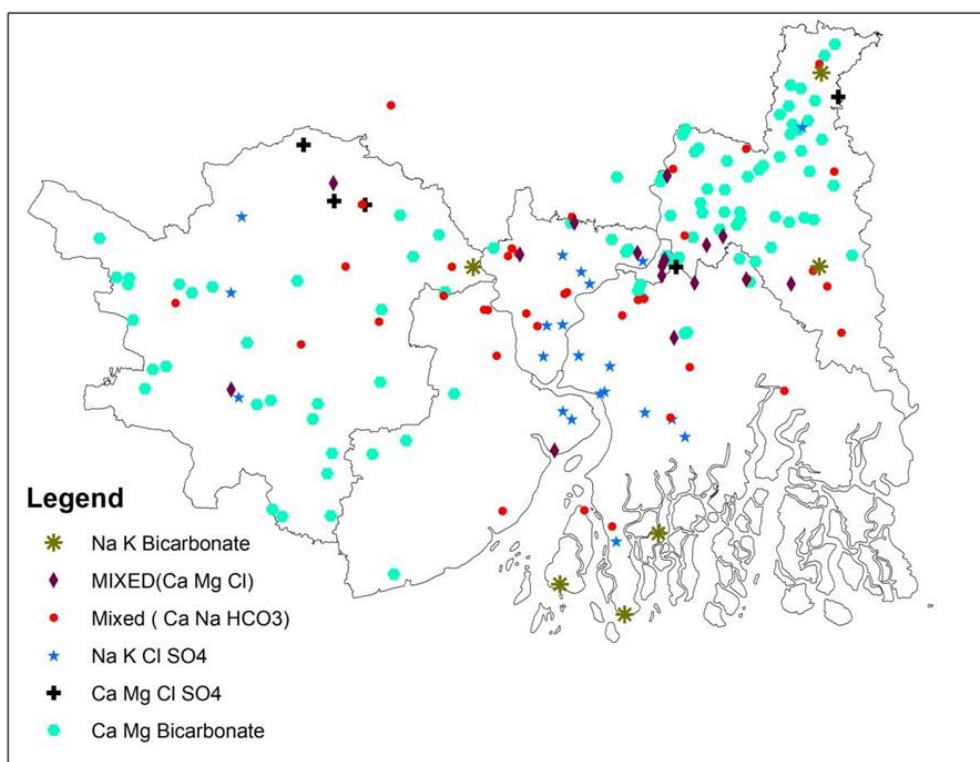 Legend
Na K Bicarbonate
MIXED(Ca Mg Cl)
Mixed ( Ca Na HCO3)
Na K Cl SO4
Ca Mg Cl SO4
Ca Mg Bicarbonate